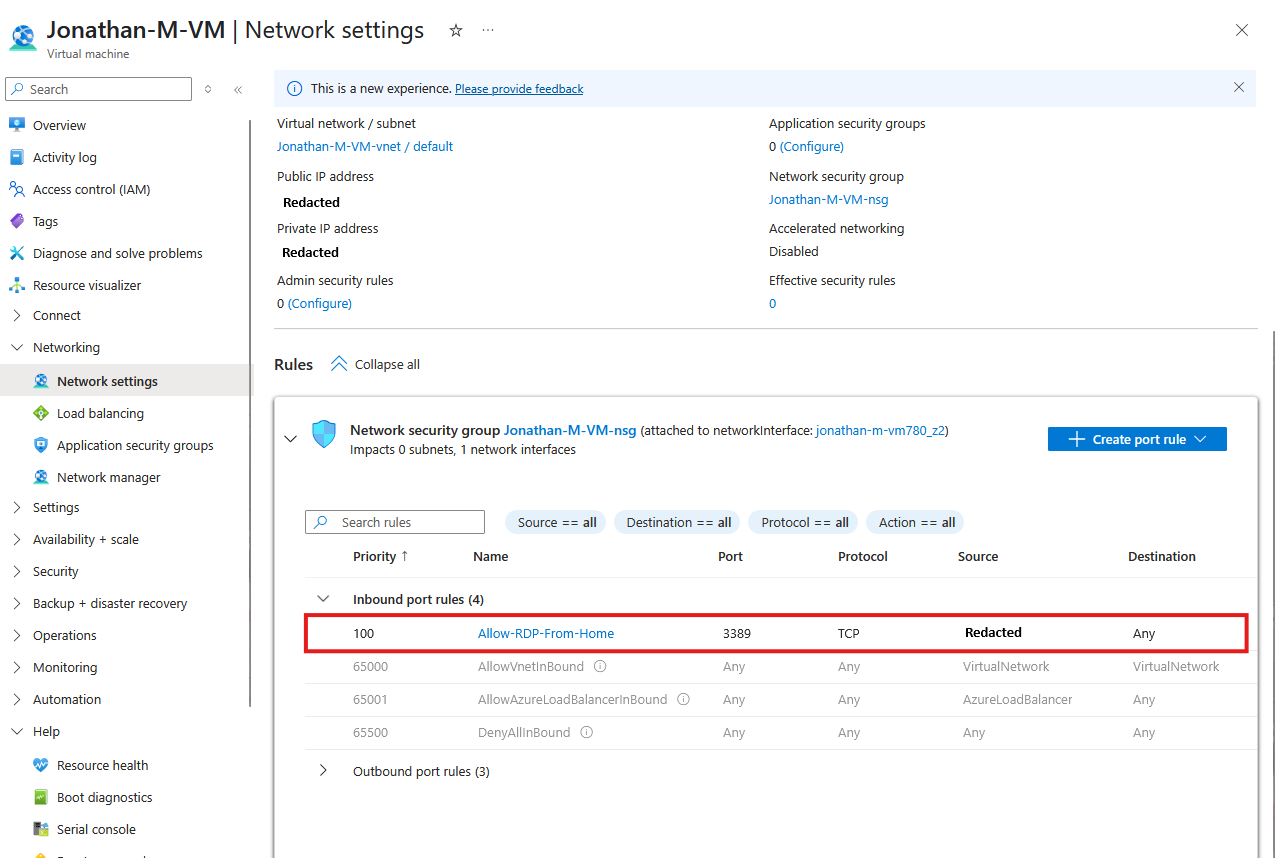 Jonathan-M-VM | Network settings
Virtual machine
Search
Overview
Activity log
Access control (IAM)
Tags
Diagnose and solve problems
Resource visualizer
Connect
Networking
Network settings
Load balancing
Application security groups
Network manager
Settings
Availability + scale
Security
Backup + disaster recovery
Operations
Monitoring
Automation
Help
Resource health
Boot diagnostics
Serial console
This is a new experience. Please provide feedback
Virtual network / subnet
Jonathan-M-VM-vnet / default
Public IP address
Redacted
Private IP address
Redacted
Admin security rules
0 (Configure)
Application security groups
0 (Configure)
Network security group
Jonathan-M-VM-nsg
Accelerated networking
Disabled
Effective security rules
0
Rules Collapse all
Network security group Jonathan-M-VM-nsg (attached to networkInterface: jonathan-m-vm780_z2)
Impacts 0 subnets, 1 network interfaces
Create port rule
Search rules Source == all Destination == all Protocol == all Action == all
Priority ↑ Name Port Protocol Source Destination
Inbound port rules (4)
100 Allow-RDP-From-Home 3389 TCP Redacted Any
65000 AllowVnetInBound Any Any VirtualNetwork VirtualNetwork
65001 AllowAzureLoadBalancerInBound Any Any AzureLoadBalancer Any
65500 DenyAllInBound Any Any Any Any
Outbound port rules (3)